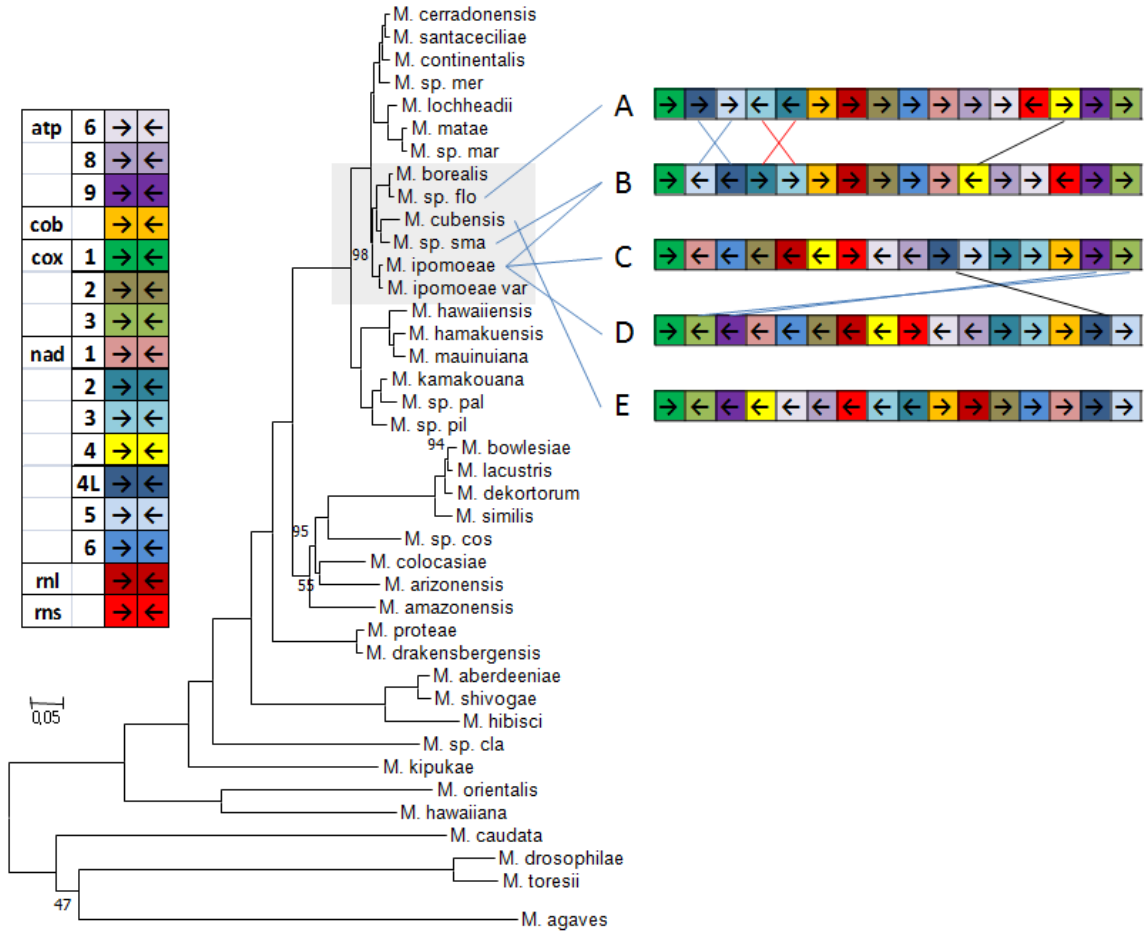 M. cerradonensis
M. santaceciliae
M. continentalis
M. sp. mer
M. lochheadii
M. matae
M. sp. mar
M. borealis
M. sp. flo
M. cubensis
M. sp. sma
M. ipomoeae
M. ipomoeae var
M. hawaiiensis
M. hamakuensis
M. mauinuiana
M. kamakouana
M. sp. pal
M. sp. pil
M. bowlesiae
M. lacustris
M. dekortorum
M. similis
M. sp. cos
M. colocasiae
M. arizonensis
M. amazonensis
M. proteae
M. drakensbergensis
M. aberdeeniae
M. shivogae
M. hibisci
M. sp. cla
M. kipukae
M. orientalis
M. hawaiiana
M. caudata
M. drosophilae
M. toresii
M. agaves
98
94
95
55
47
0,05
atp 6 → ←
8 → ←
9 → ←
cob → ←
cox 1 → ←
2 → ←
3 → ←
nad 1 → ←
2 → ←
3 → ←
4 → ←
4L → ←
5 → ←
6 → ←
rnl → ←
rns → ←
A → → → ← ← → → → → → → → ← → → →
B → ← ← → → → → → → → ← → → ← → →
C → ← ← ← ← ← ← ← ← → → → → → → →
D → ← ← ← ← ← ← ← → ← ← → → → → →
E → ← ← ← ← ← ← ← ← → → → → → → →